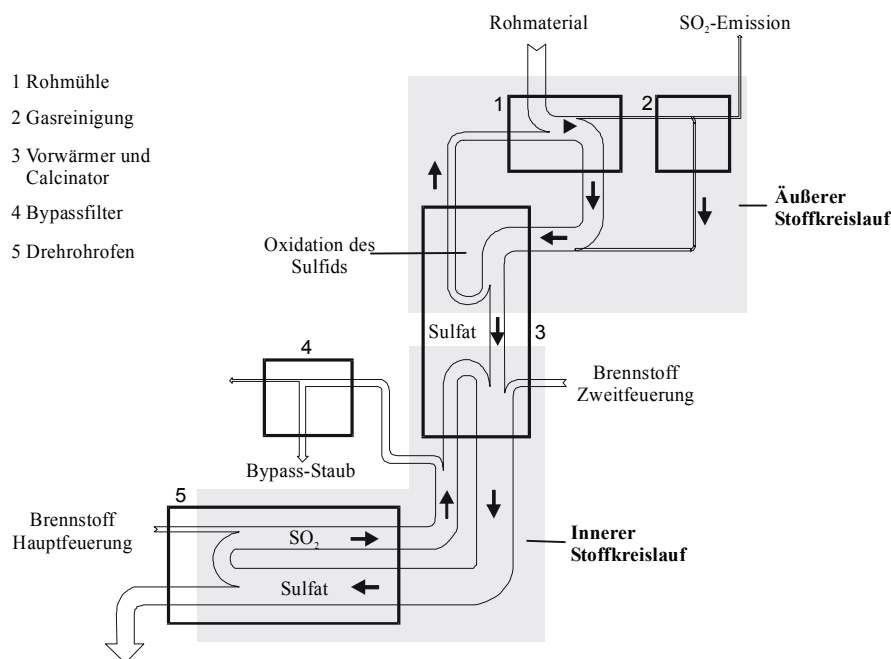 Rohmaterial
SO2-Emission
1 Rohmühle
2 Gasreinigung
3 Vorwärmer und
Calcinator
4 Bypassfilter
5 Drehrohrofen
1
2
Äußerer
Stoffkreislauf
Oxidation des
Sulfids
Sulfat
3
4
Brennstoff
Zweitfeuerung
Bypass-Staub
5
Brennstoff
Hauptfeuerung
SO2
Innerer
Stoffkreislauf
Sulfat